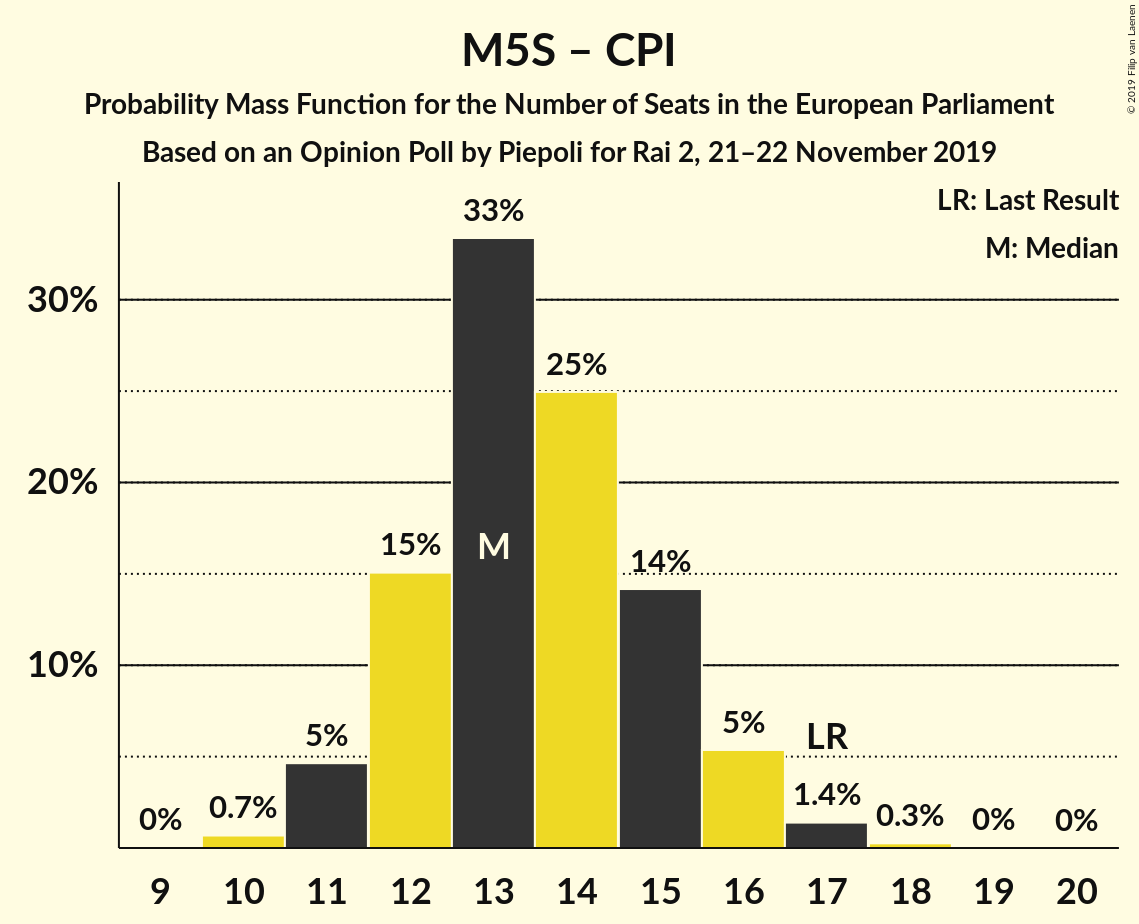 M5S – CPI
Probability Mass Function for the Number of Seats in the European Parliament
Based on an Opinion Poll by Piepoli for Rai 2, 21–22 November 2019
© 2019 Filip van Laenen
LR: Last Result
M: Median
30%
20%
10%
0%
0.7%
5%
15%
33%
M
25%
14%
5%
LR
1.4%
0.3%
0%
0%
9 10 11 12 13 14 15 16 17 18 19 20